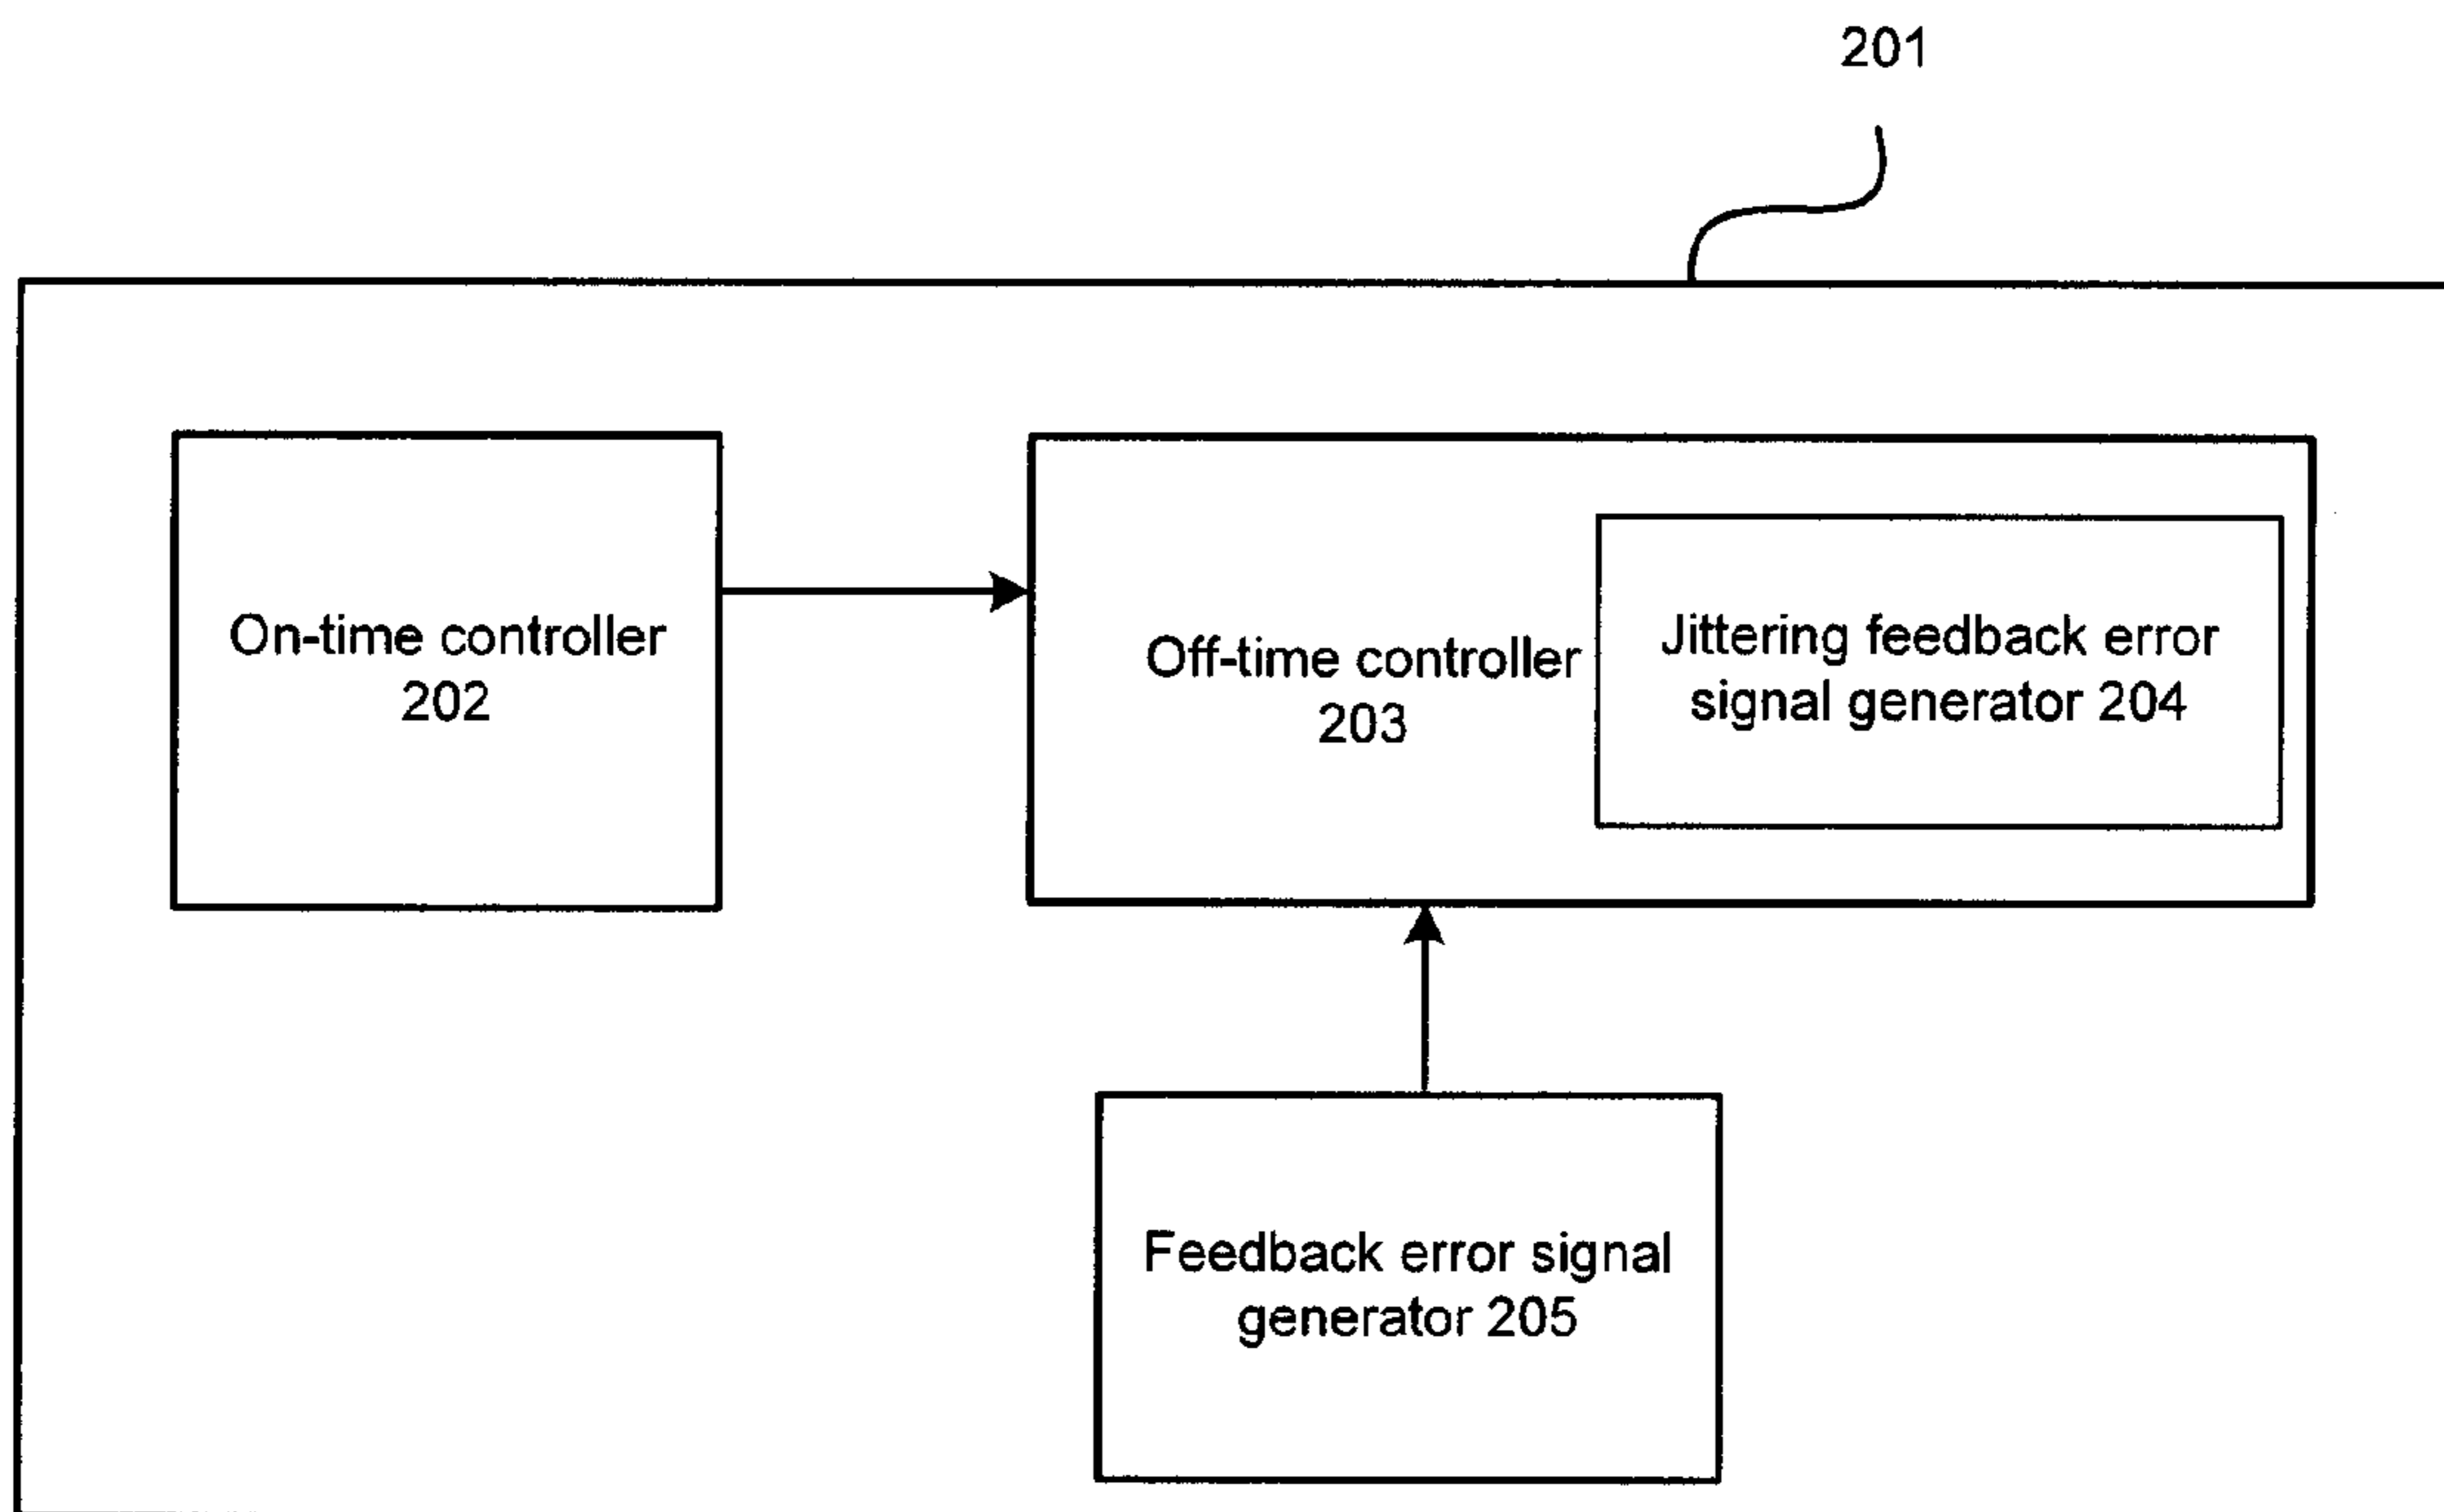 201
On-time controller
202
Off-time controller
203
Jittering feedback error
signal generator 204
Feedback error signal
generator 205